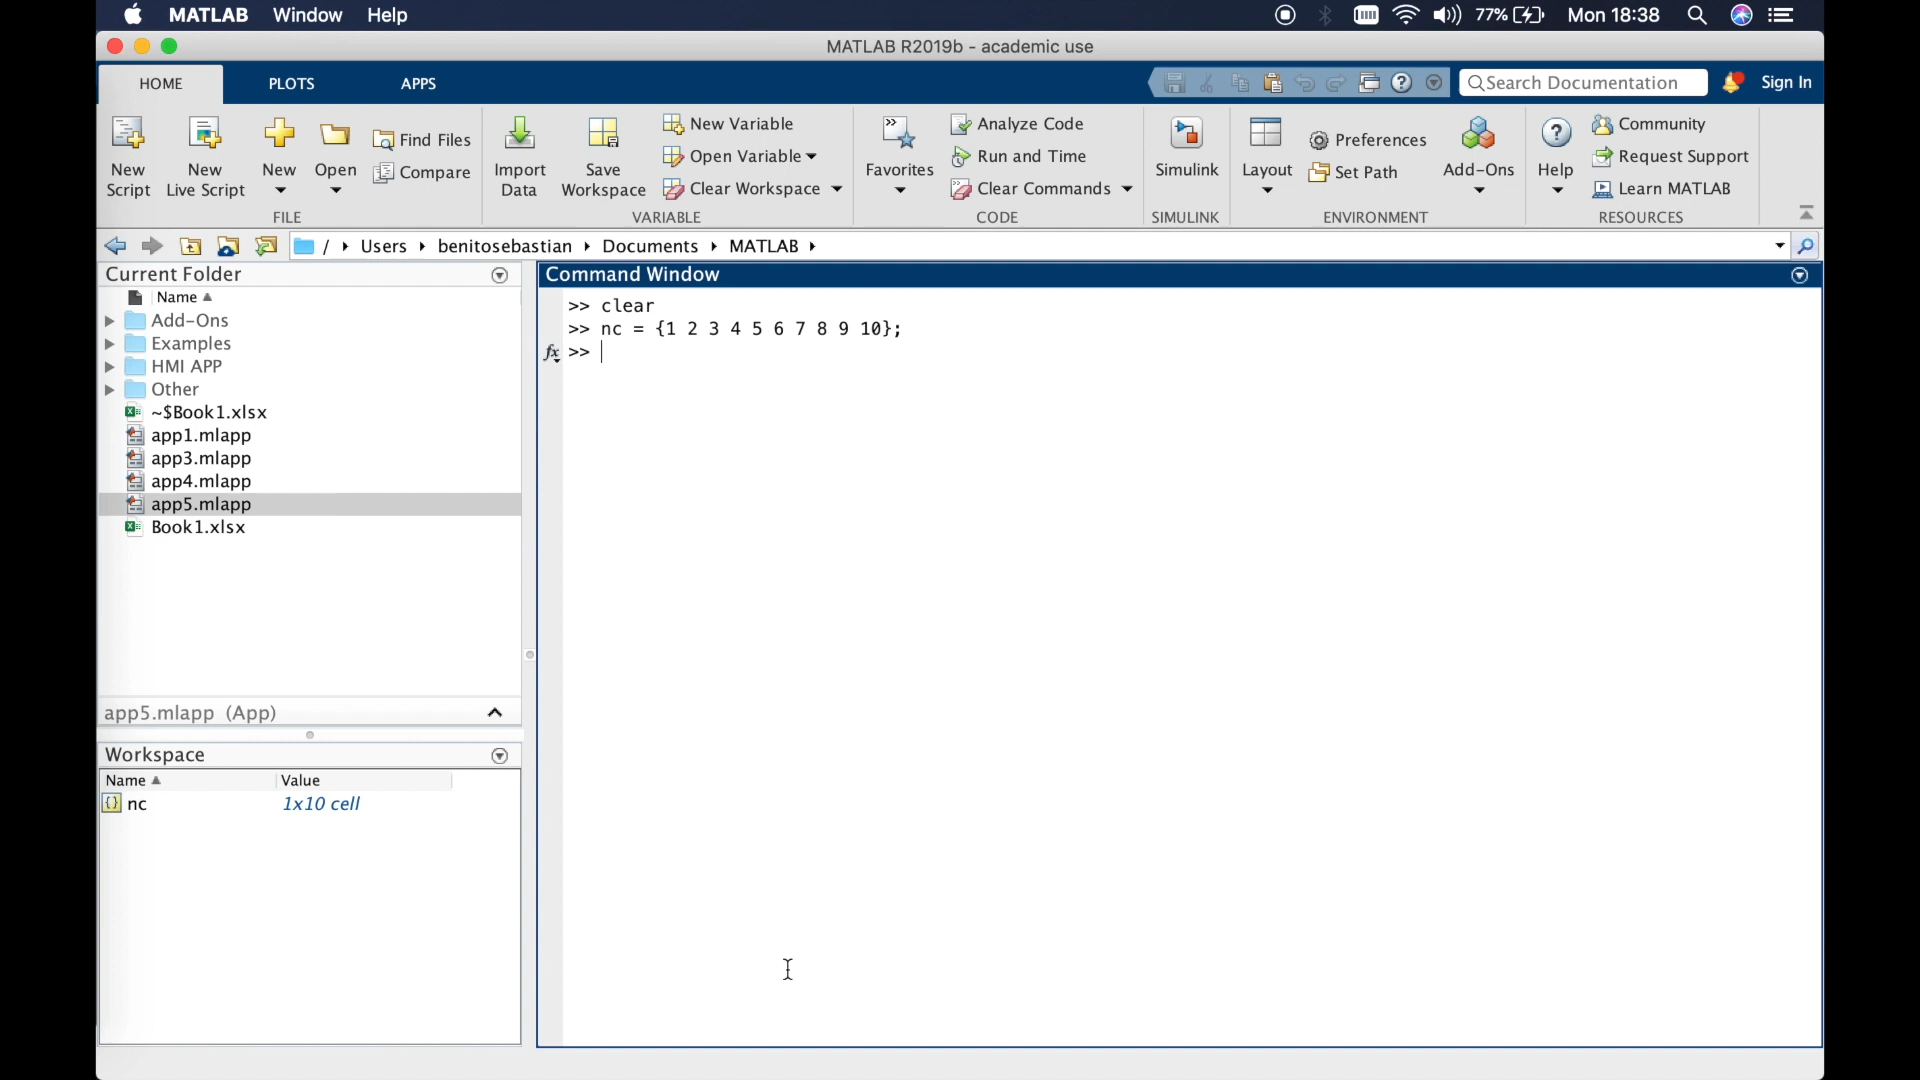 MATLAB Window Help 77% Mon 18:38
MATLAB R2019b - academic use
HOME PLOTS APPS Search Documentation Sign In
New Script
New Live Script
New
Open
Find Files
Compare
FILE
Import Data
Save Workspace
New Variable
Open Variable
Clear Workspace
VARIABLE
Favorites
Analyze Code
Run and Time
Clear Commands
CODE
Simulink
SIMULINK
Layout
Preferences
Set Path
Add-Ons
ENVIRONMENT
Help
Community
Request Support
Learn MATLAB
RESOURCES
/ Users benitosebastian Documents MATLAB
Current Folder
Name
Add-Ons
Examples
HMI APP
Other
~$Book1.xlsx
app1.mlapp
app3.mlapp
app4.mlapp
app5.mlapp
Book1.xlsx
app5.mlapp (App)
Workspace
Name Value
nc 1x10 cell
Command Window
>> clear
>> nc = {1 2 3 4 5 6 7 8 9 10};
fx >>